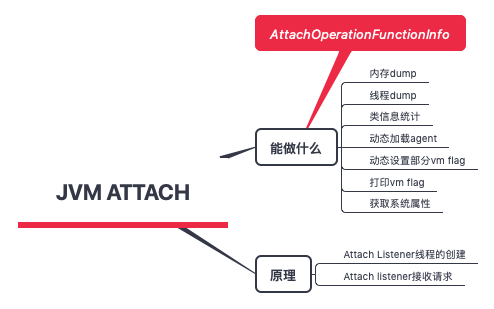 AttachOperationFunctionInfo
内存dump
线程dump
类信息统计
能做什么
动态加载agent
动态设置部分vm flag
打印vm flag
获取系统属性
JVM ATTACH
原理
Attach Listener线程的创建
Attach listener接收请求